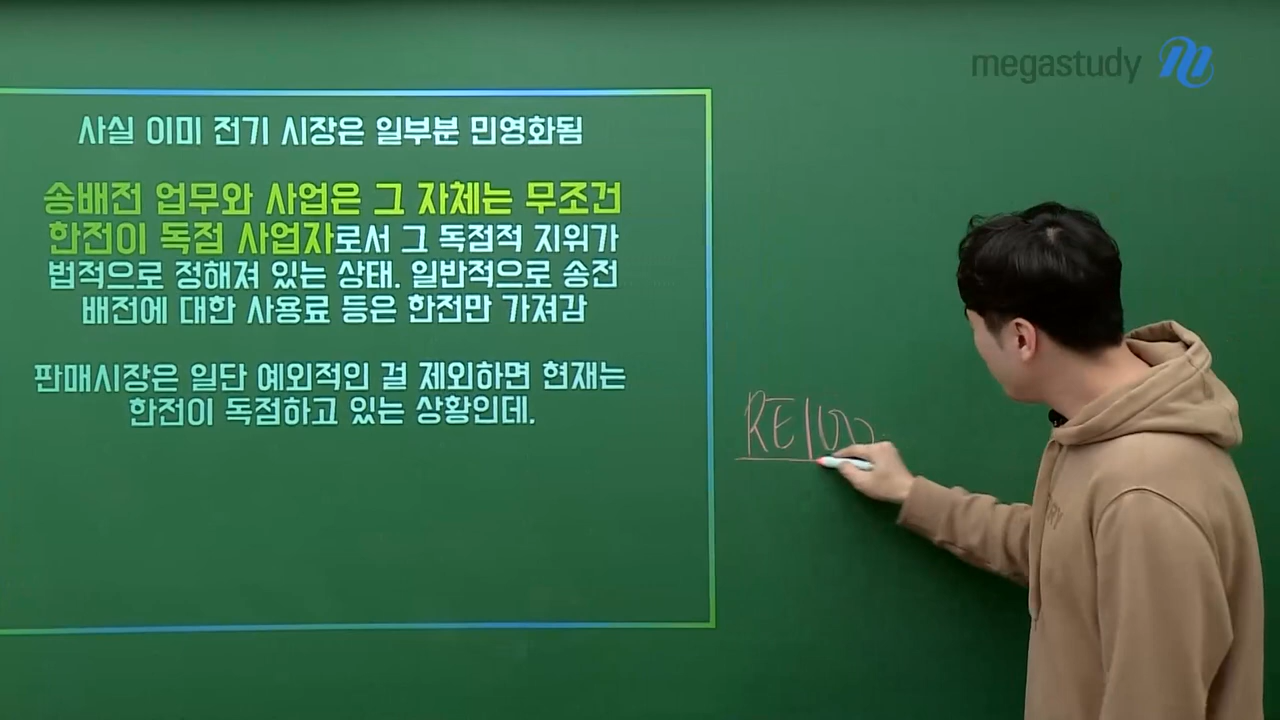 megastudy
사실 이미 전기 시장은 일부분 민영화됨
송배전 업무와 사업은 그 자체는 무조건
한전이 독점 사업자로서 그 독점적 지위가
법적으로 정해져 있는 상태. 일반적으로 송전
배전에 대한 사용료 등은 한전만 가져감
판매시장은 일단 예외적인 걸 제외하면 현재는
한전이 독점하고 있는 상황인데.
RE100